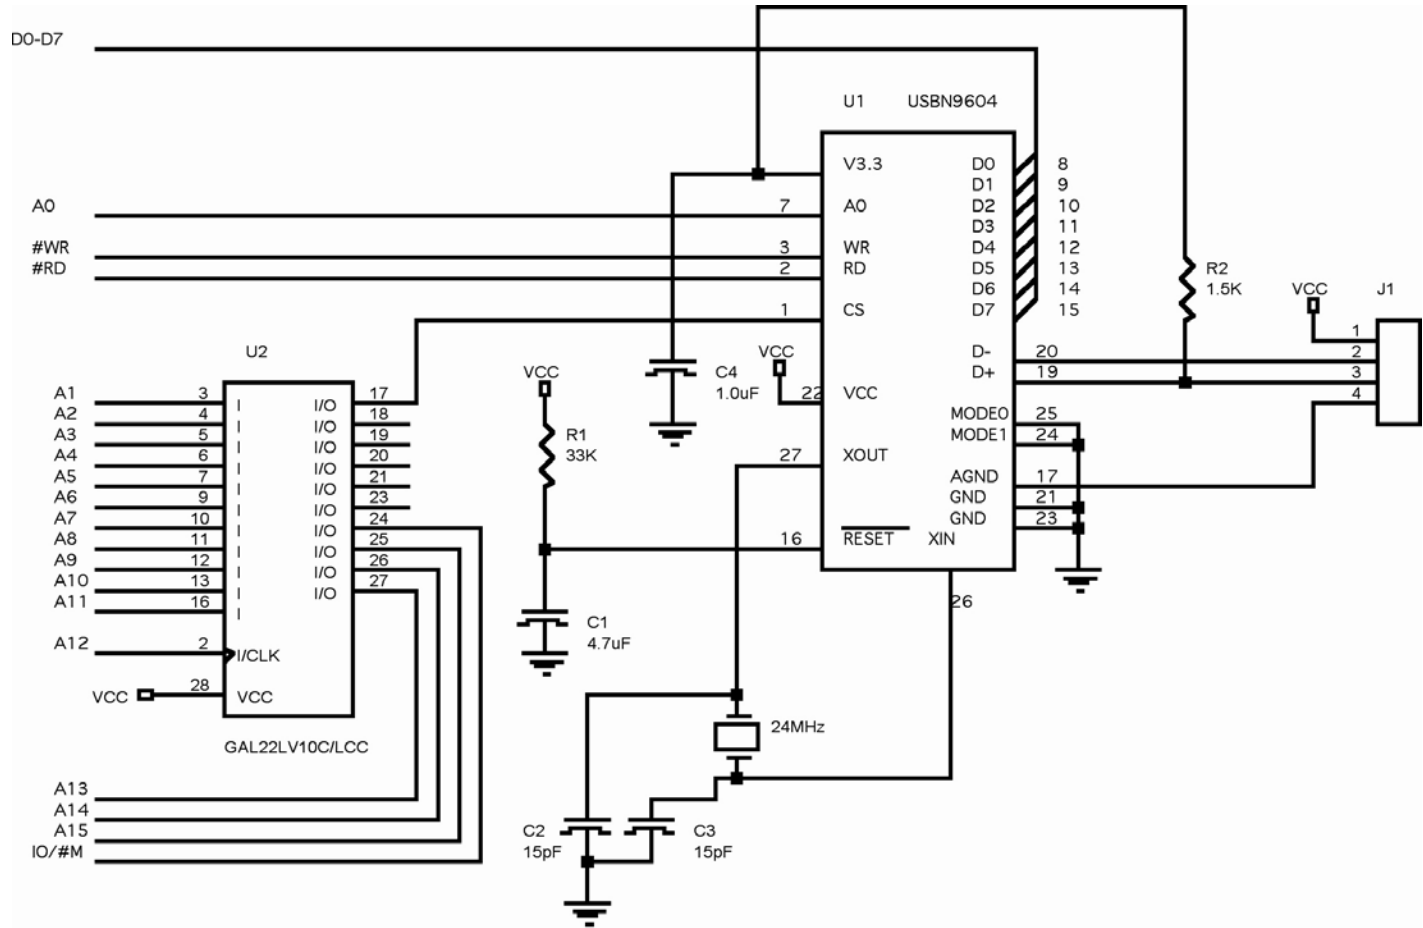 D0-D7
U1 USBN9604
V3.3 D0 8
D1 9
A0 7 A0 D2 10
D3 11
#WR 3 WR D4 12
#RD 2 RD D5 13
R2
D6 14
1.5K
VCC
J1
1 CS D7 15
1
U2
VCC
D- 20
2
VCC
C4
D+ 19
3
1.0uF
22 VCC
4
A1 3 I I/O 17
A2 4 I I/O 18
MODE0 25
A3 5 I I/O 19
R1
MODE1 24
A4 6 I I/O 20
33K
27 XOUT
A5 7 I I/O 21
AGND 17
A6 9 I I/O 23
GND 21
A7 10 I I/O 24
GND 23
A8 11 I I/O 25
16 RESET XIN
A9 12 I I/O 26
A10 13 I I/O 27
A11 16 I
26
C1
4.7uF
A12 2 I/CLK
VCC 28 VCC
24MHz
GAL22LV10C/LCC
A13
A14
A15
C2
C3
IO/#M
15pF
15pF